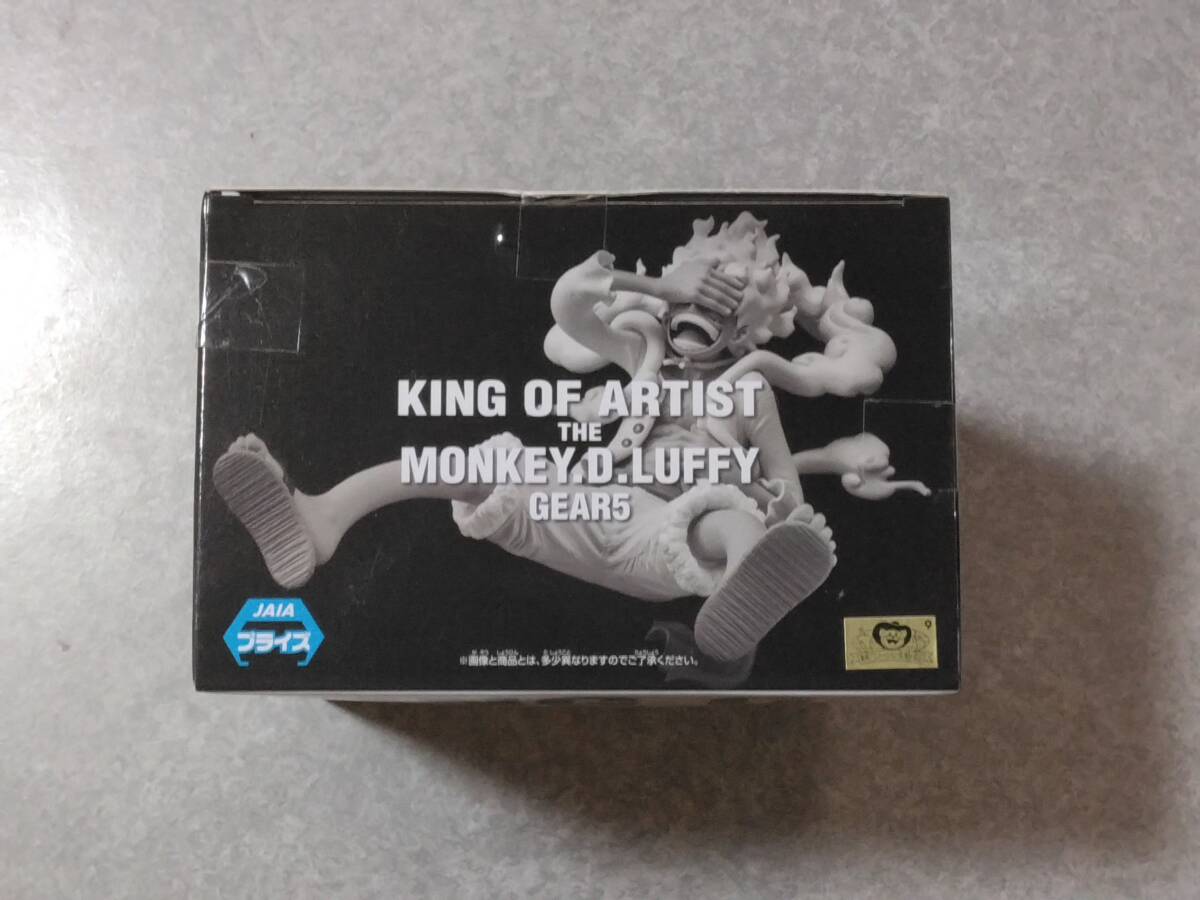 KING OF ARTIST
THE
MONKEY.D.LUFFY
GEAR5
JAIA
プライズ
※画像と商品とは、多少異なりますのでご了承ください。